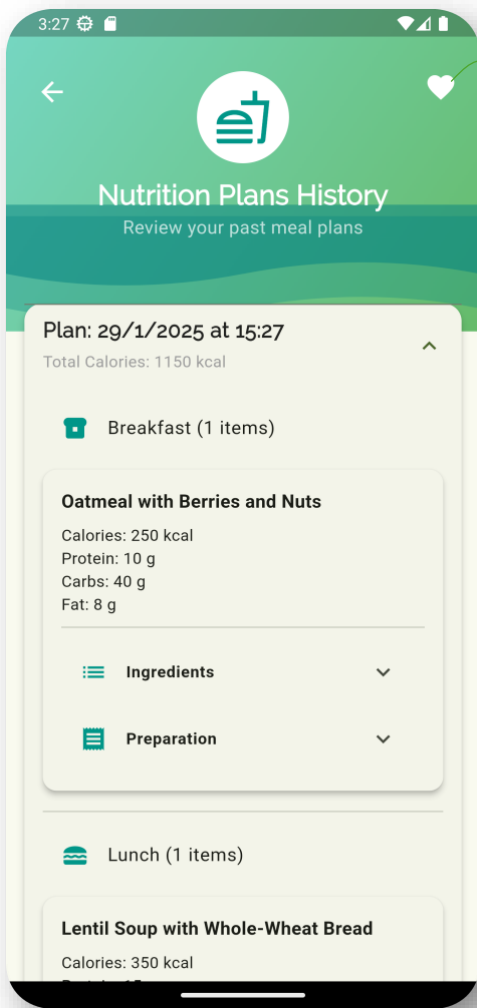 3:27
Nutrition Plans History
Review your past meal plans
Plan: 29/1/2025 at 15:27
Total Calories: 1150 kcal
Breakfast (1 items)
Oatmeal with Berries and Nuts
Calories: 250 kcal
Protein: 10 g
Carbs: 40 g
Fat: 8 g
Ingredients
Preparation
Lunch (1 items)
Lentil Soup with Whole-Wheat Bread
Calories: 350 kcal